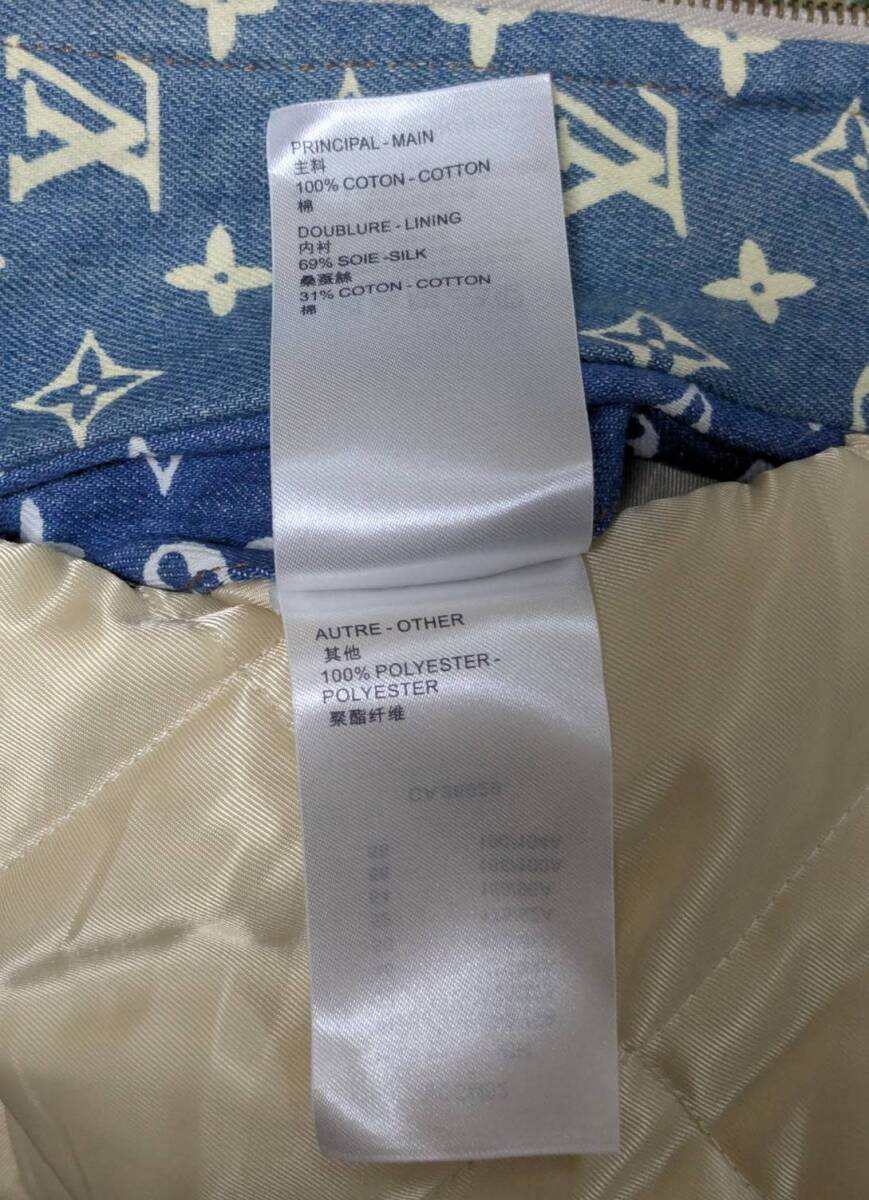 PRINCIPAL - MAIN
主料
100% COTON - COTTON
棉
DOUBLURE - LINING
内衬
69% SOIE -SILK
桑蚕絲
31% COTON - COTTON
棉
AUTRE - OTHER
其他
100% POLYESTER -
POLYESTER
聚酯纤维